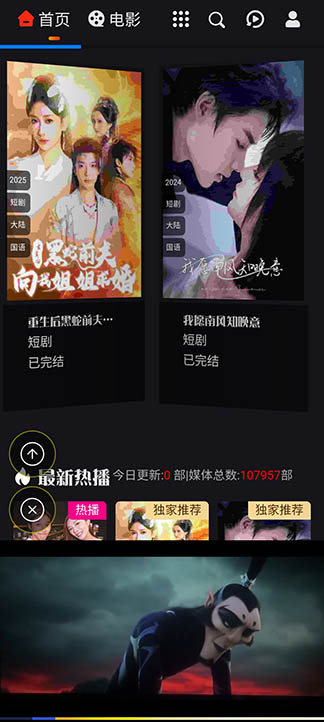 首页
电影
2025
短剧
大陆
国语
重生
黑蛇前夫
向我姐姐求婚
2024
短剧
大陆
国语
我愿南风知晚意
重生后黑蛇前夫…
短剧
已完结
我愿南风知晚意
短剧
已完结
最新热播
今日更新:0 部|媒体总数:107957部
热播
独家推荐
独家推荐